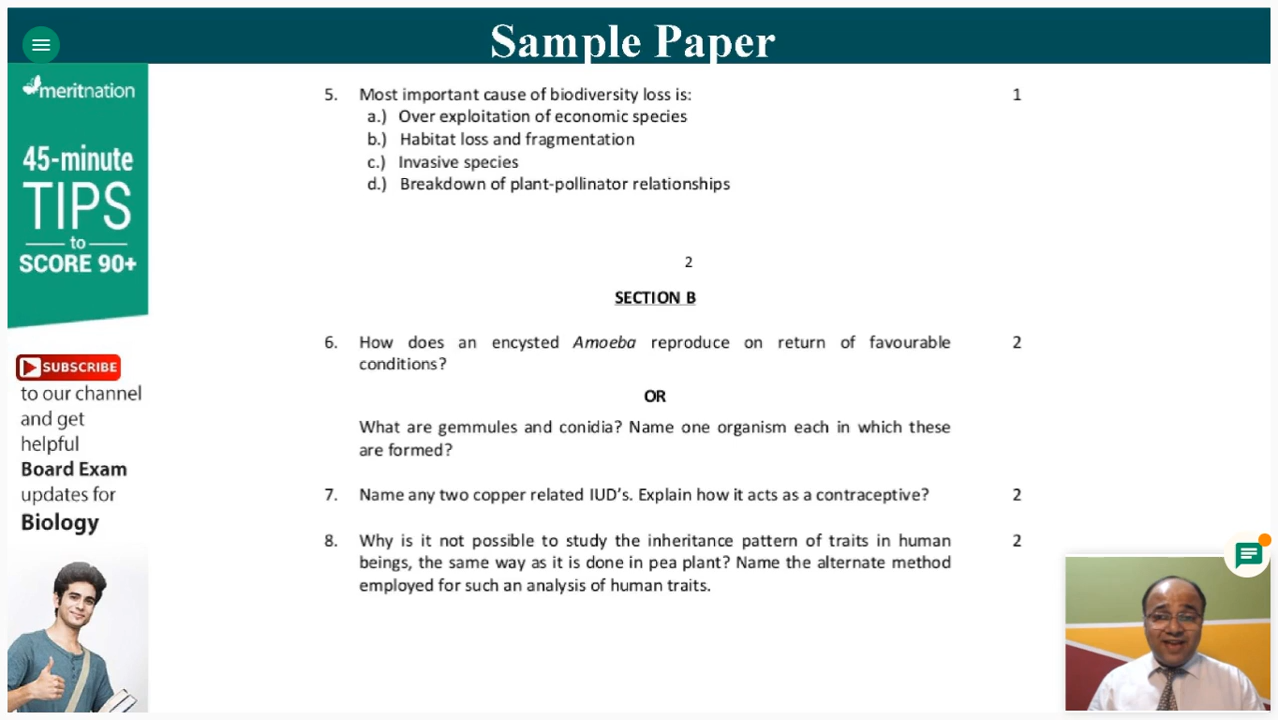 Sample Paper
meritnation
45-minute
TIPS
to
SCORE 90+
SUBSCRIBE
to our channel
and get
helpful
Board Exam
updates for
Biology
5. Most important cause of biodiversity loss is: 1
a.) Over exploitation of economic species
b.) Habitat loss and fragmentation
c.) Invasive species
d.) Breakdown of plant-pollinator relationships
2
SECTION B
6. How does an encysted Amoeba reproduce on return of favourable 2
conditions?
OR
What are gemmules and conidia? Name one organism each in which these
are formed?
7. Name any two copper related IUD's. Explain how it acts as a contraceptive? 2
8. Why is it not possible to study the inheritance pattern of traits in human 2
beings, the same way as it is done in pea plant? Name the alternate method
employed for such an analysis of human traits.